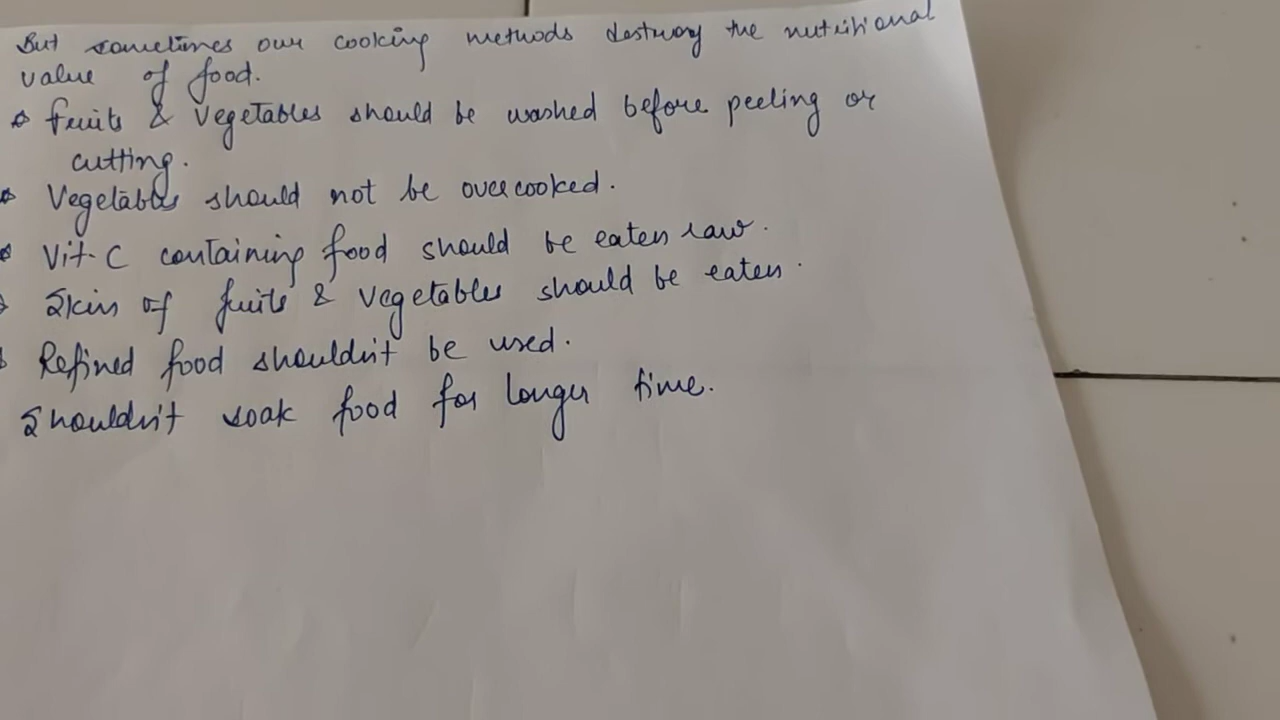 But sometimes our cooking methods destroy the nutritional
value of food.
fruits & vegetables should be washed before peeling or
cutting.
Vegetables should not be overcooked.
Vit-C containing food should be eaten raw.
Skin of fruits & vegetables should be eaten.
Refined food shouldn't be used.
Shouldn't soak food for longer time.